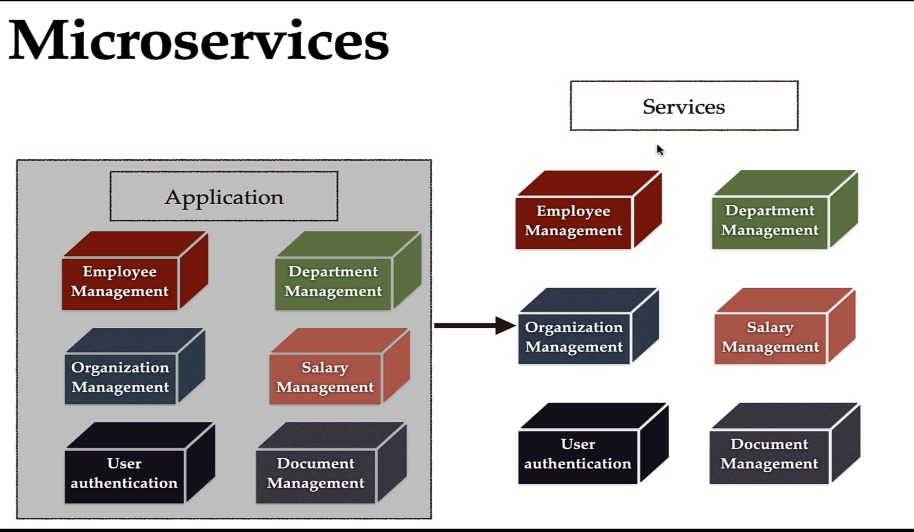 Microservices
Application
Employee
Management
Department
Management
Organization
Management
Salary
Management
User
authentication
Document
Management
Services
Employee
Management
Department
Management
Organization
Management
Salary
Management
User
authentication
Document
Management